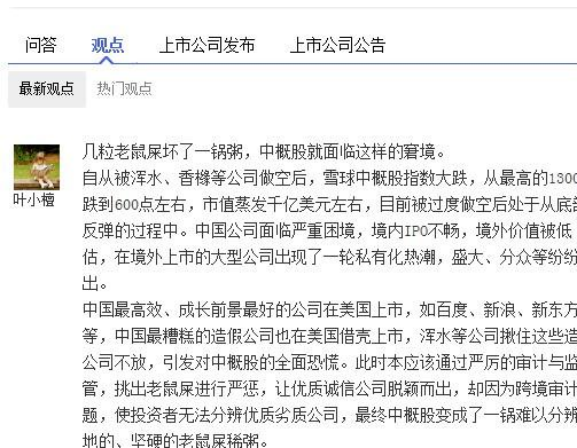 问答 观点 上市公司发布 上市公司公告
最新观点 热门观点
几粒老鼠屎坏了一锅粥，中概股就面临这样的窘境。
自从被浑水、香橼等公司做空后，雪球中概股指数大跌，从最高的1300
叶小檀
跌到600点左右，市值蒸发千亿美元左右，目前被过度做空后处于从底部
反弹的过程中。中国公司面临严重困境，境内IPO不畅，境外价值被低
估，在境外上市的大型公司出现了一轮私有化热潮，盛大、分众等纷纷
出。
中国最高效、成长前景最好的公司在美国上市，如百度、新浪、新东方
等，中国最糟糕的造假公司也在美国借壳上市，浑水等公司揪住这些造
公司不放，引发对中概股的全面恐慌。此时本应该通过严厉的审计与监
管，挑出老鼠屎进行严惩，让优质诚信公司脱颖而出，却因为跨境审计
题，使投资者无法分辨优质劣质公司，最终中概股变成了一锅难以分辨
地的、坚硬的老鼠屎稀粥。